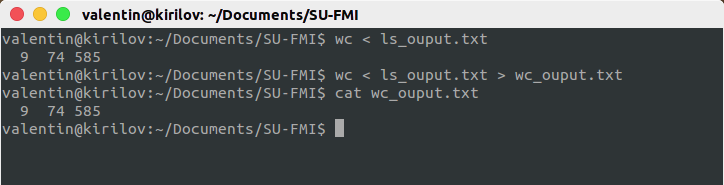 valentin@kirilov: ~/Documents/SU-FMI
valentin@kirilov:~/Documents/SU-FMI$ wc < ls_ouput.txt
  9  74 585
valentin@kirilov:~/Documents/SU-FMI$ wc < ls_ouput.txt > wc_ouput.txt
valentin@kirilov:~/Documents/SU-FMI$ cat wc_ouput.txt
  9  74 585
valentin@kirilov:~/Documents/SU-FMI$